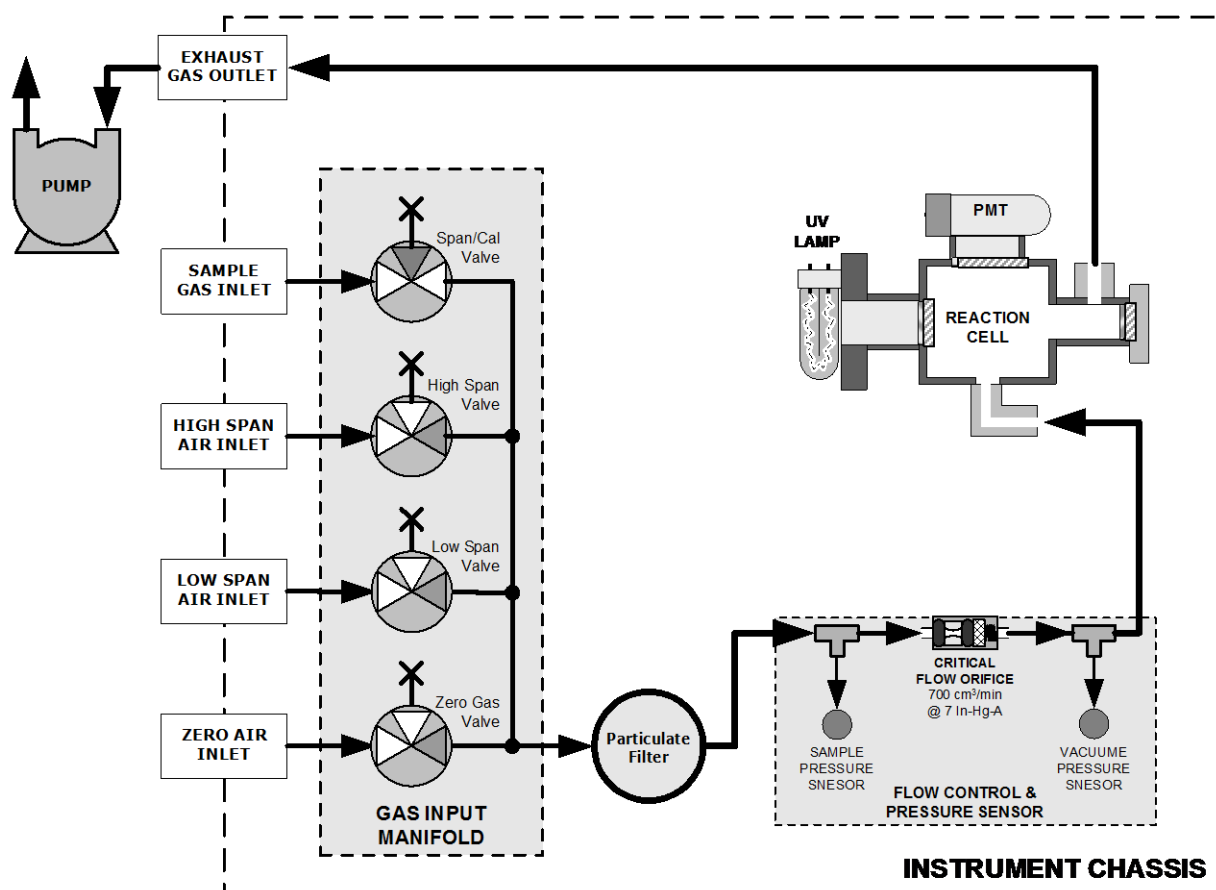 EXHAUST
GAS OUTLET
PUMP
SAMPLE
GAS INLET
Span/Cal
Valve
HIGH SPAN
AIR INLET
High Span
Valve
LOW SPAN
AIR INLET
Low Span
Valve
ZERO AIR
INLET
Zero Gas
Valve
GAS INPUT
MANIFOLD
Particulate
Filter
UV
LAMP
PMT
REACTION
CELL
CRITICAL
FLOW ORIFICE
700 cm³/min
@ 7 In-Hg-A
SAMPLE
PRESSURE
SNESOR
VACUUME
PRESSURE
SNESOR
FLOW CONTROL &
PRESSURE SENSOR
INSTRUMENT CHASSIS